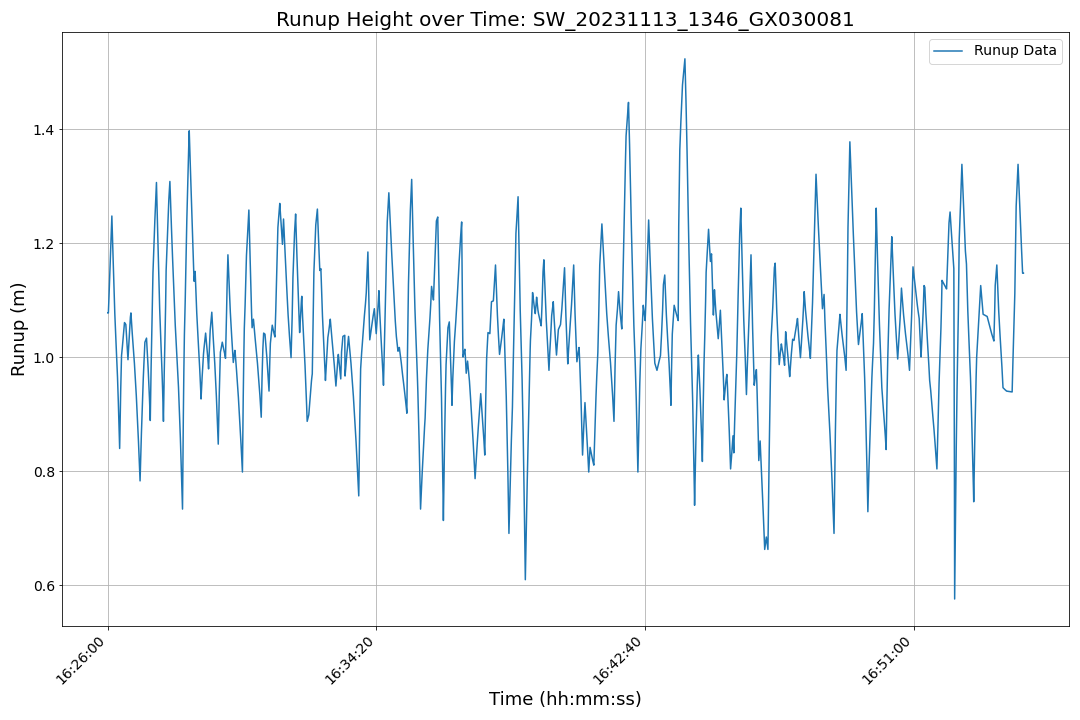 Runup Height over Time: SW_20231113_1346_GX030081
Runup Data
Runup (m)
1.4
1.2
1.0
0.8
0.6
16:26:00
16:34:20
16:42:40
16:51:00
Time (hh:mm:ss)